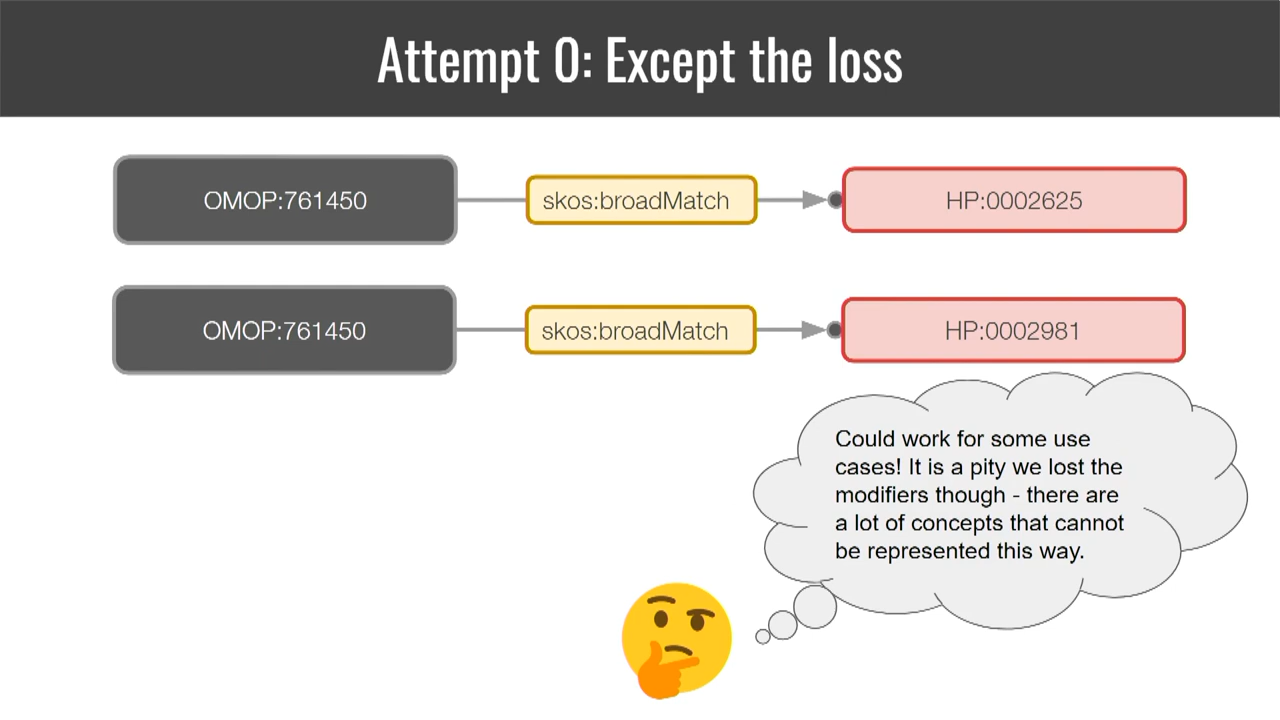 Attempt 0: Except the loss
OMOP:761450
skos:broadMatch
HP:0002625
OMOP:761450
skos:broadMatch
HP:0002981
Could work for some use
cases! It is a pity we lost the
modifiers though - there are
a lot of concepts that cannot
be represented this way.